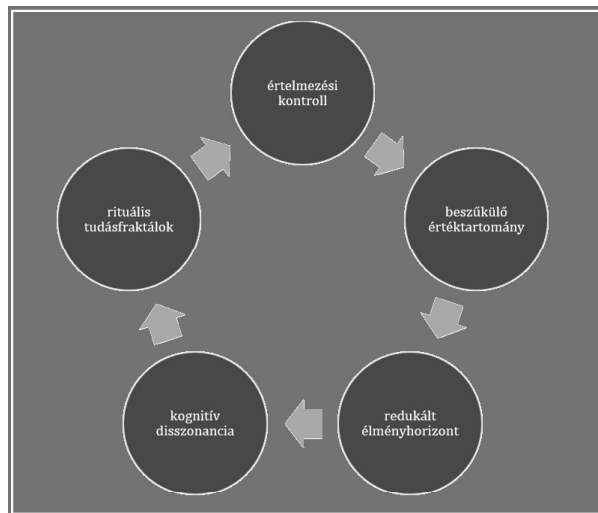 értelmezési
kontroll
beszűkülő
értéktartomány
redukált
élményhorizont
kognitív
disszonancia
rituális
tudásfraktálok